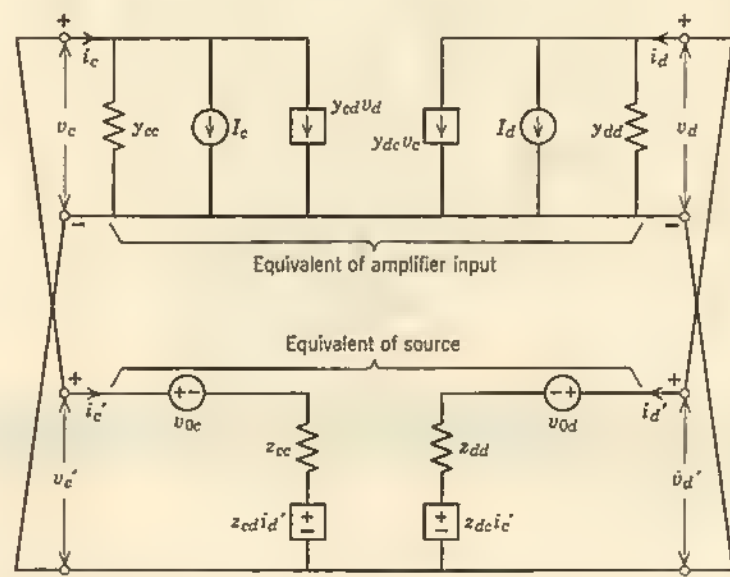 + +
i_c i_d
v_c y_cc I_c y_cd v_d y_dc v_c I_d y_dd v_d
- -
Equivalent of amplifier input
Equivalent of source
+ +
i_c' + - - + i_d'
v_0c v_0d
z_cc z_dd
v_c' v_d'
z_cd i_d' + - + - z_dc i_c'